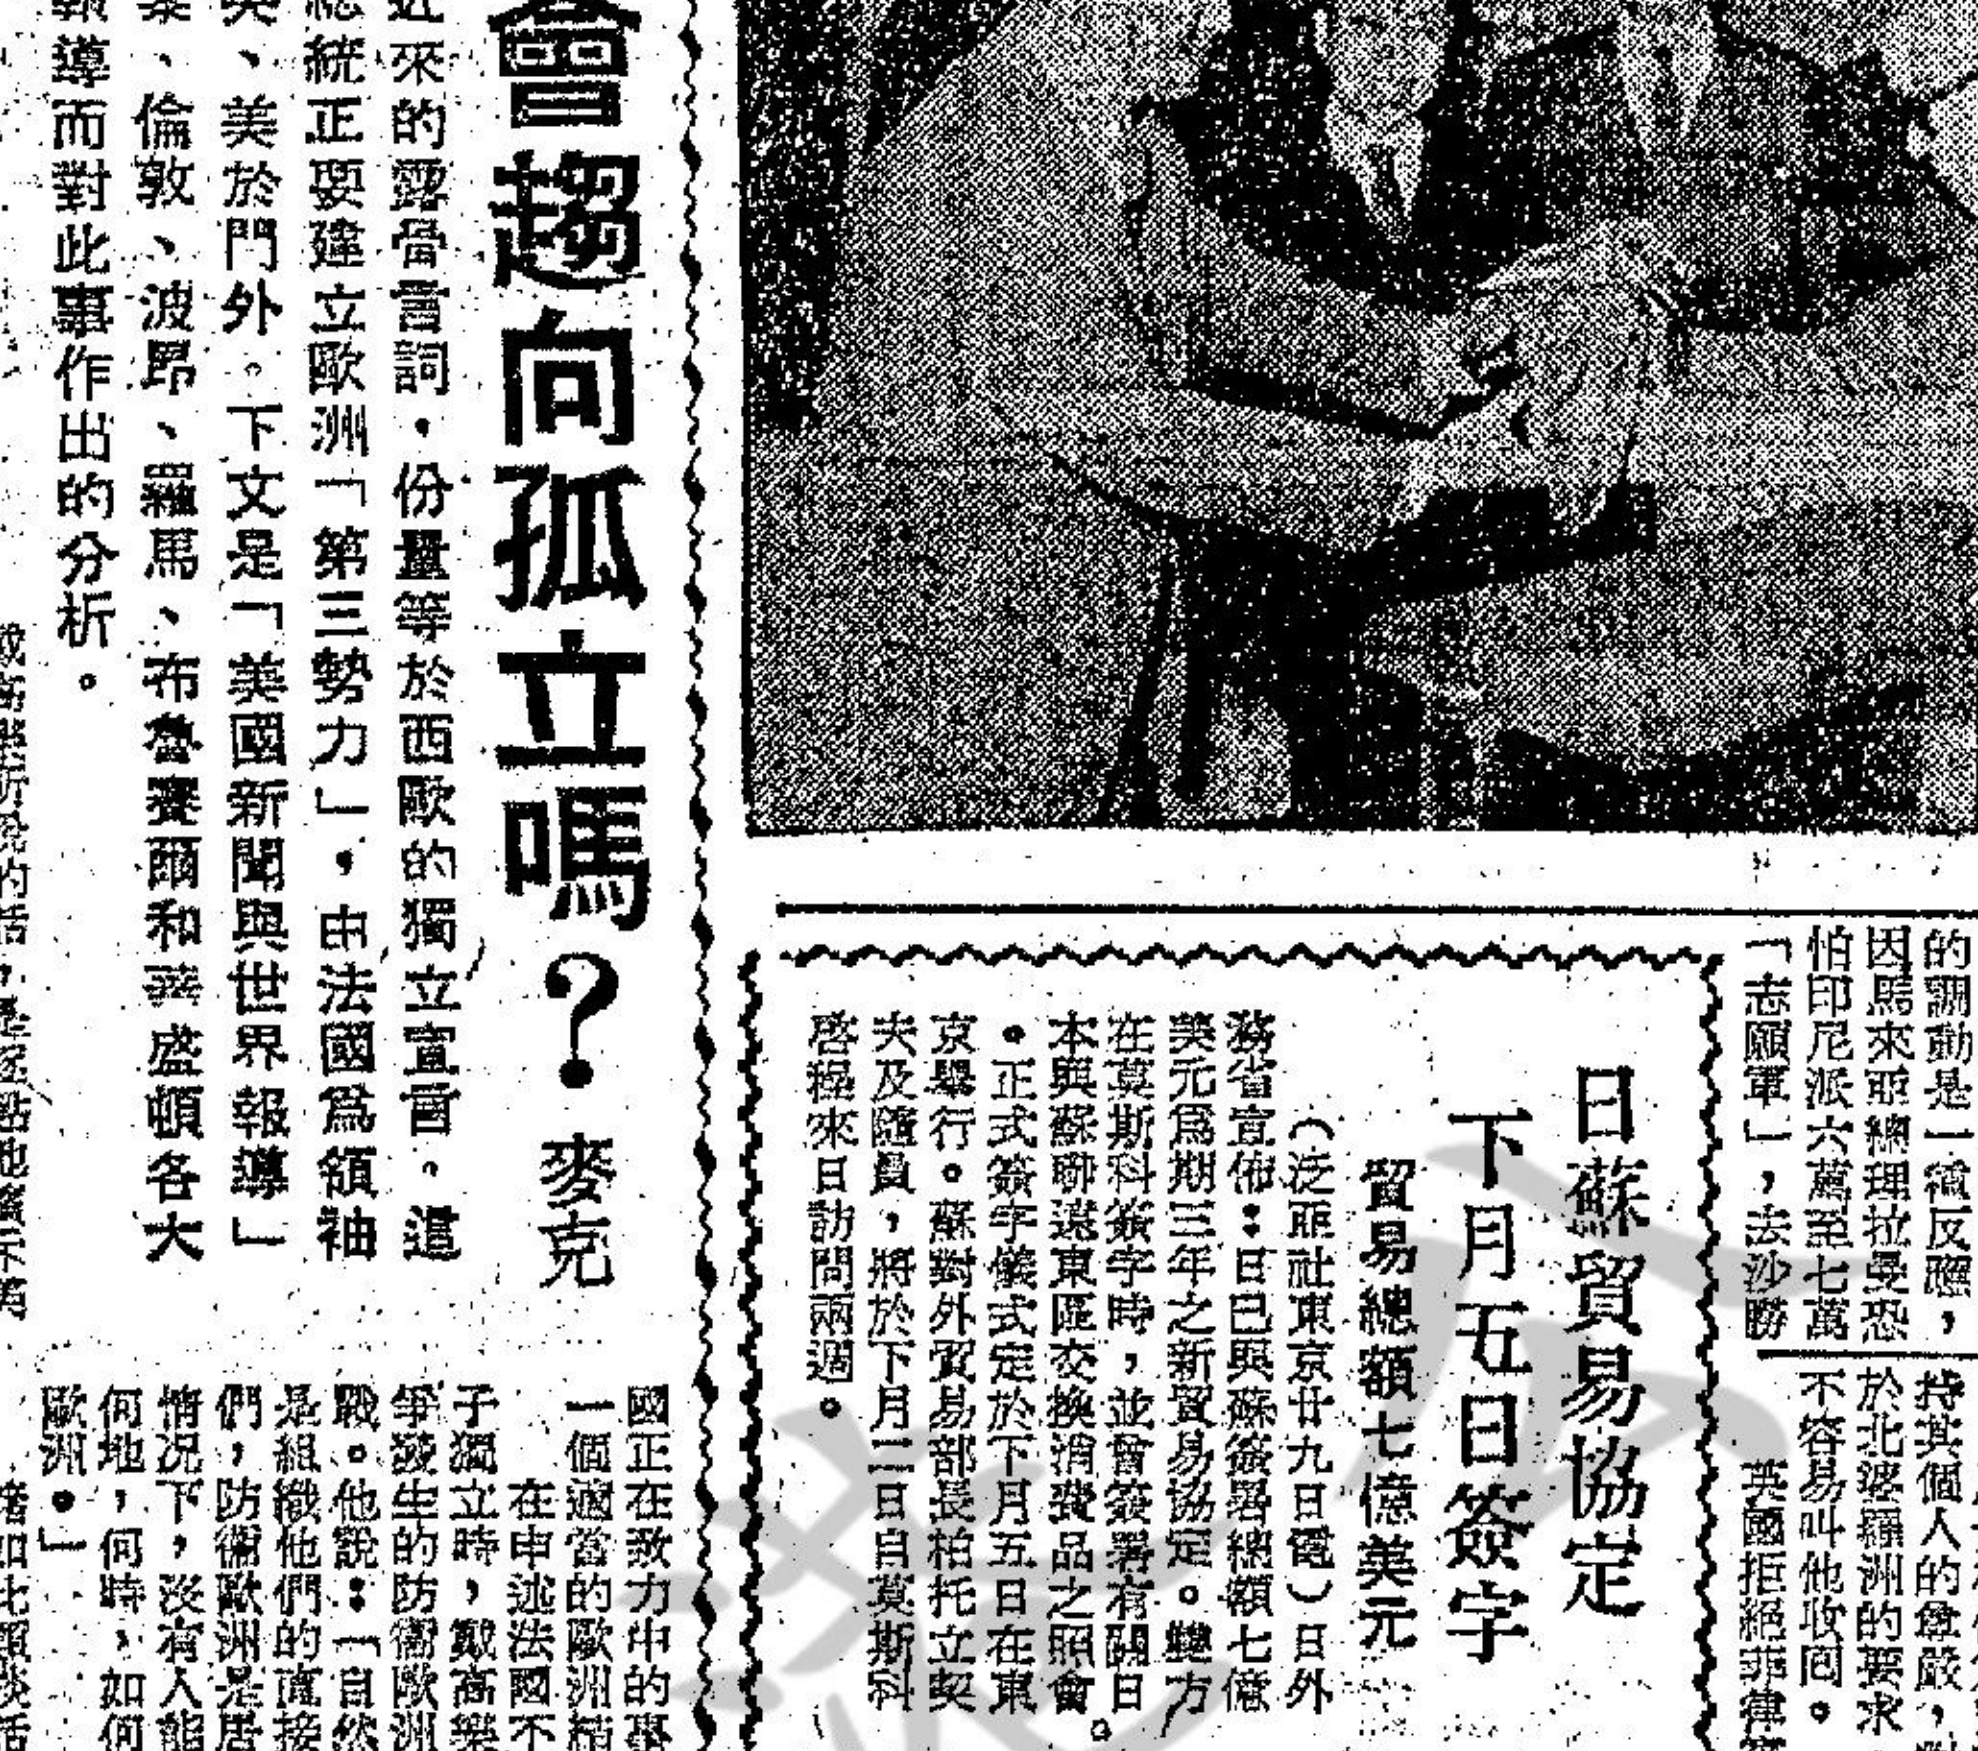 的調動是一種反應，
因馬來亞總理拉曼恐
怕印尼派六萬至七萬
「志願軍」，法沙勝
持其個人的尊嚴，
於北婆羅洲的要求
不容易叫他收回。
英國拒絕菲律賓
日蘇貿易協定
下月五日簽字
貿易總額七億美元
（泛亞社東京廿九日電）日外
務省宣佈：日已與蘇簽署總額七億
美元爲期三年之新貿易協定。雙方
在莫斯科簽字時，並曾簽署有關日
本與蘇聯遠東區交換消費品之照會
。正式簽字儀式定於下月五日在東
京舉行。蘇對外貿易部長柏托立契
夫及隨員，將於下月二日自莫斯科
啓程來日訪問兩週。
會趨向孤立嗎？ 麥克
近來的露骨言詞，份量等於西歐的獨立宣言。這
總統正要建立歐洲「第三勢力」，由法國爲領袖
英、美於門外。下文是「美國新聞與世界報導」
黎、倫敦、波昂、羅馬、布魯賽爾和華盛頓各大
報導而對此事作出的分析。
國正在致力中的事
一個適當的歐洲結
在申述法國不
子獨立時，戴高樂
爭發生的防衞歐洲
戰。他說：「自然
是組織他們的直接
們，防衞歐洲是居
情況下，沒有人能
何地，何時，如何
歐洲。」